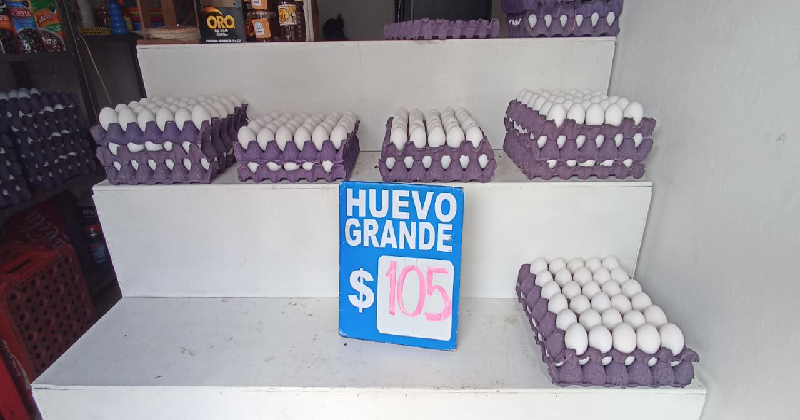 ORO
HUEVO
GRANDE
$ 105